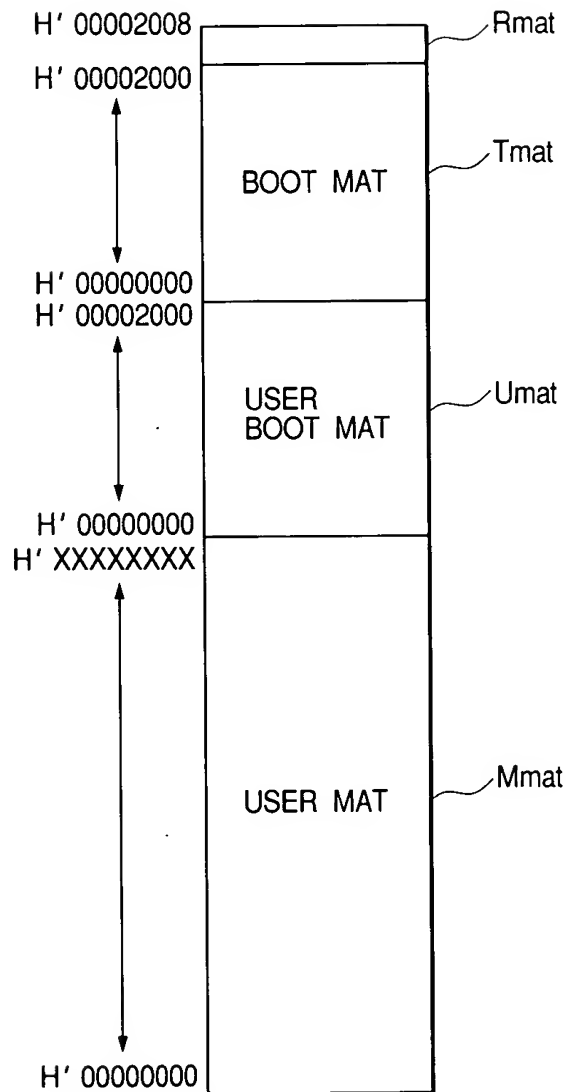 H' 00002008
Rmat
H' 00002000
BOOT MAT
Tmat
H' 00000000
H' 00002000
USER
BOOT MAT
Umat
H' 00000000
H' XXXXXXXX
USER MAT
Mmat
H' 00000000